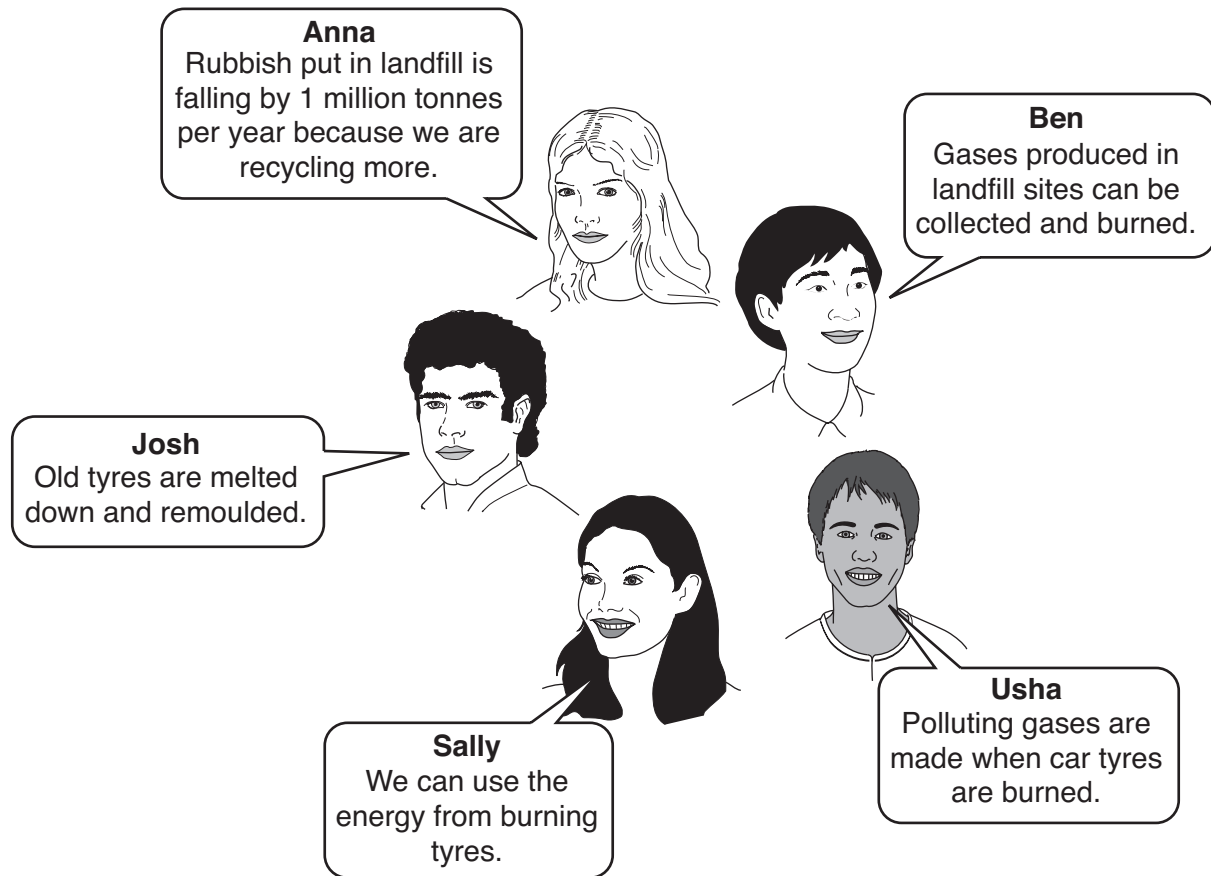 Anna
Rubbish put in landfill is
falling by 1 million tonnes
per year because we are
recycling more.
Ben
Gases produced in
landfill sites can be
collected and burned.
Josh
Old tyres are melted
down and remoulded.
Sally
We can use the
energy from burning
tyres.
Usha
Polluting gases are
made when car tyres
are burned.